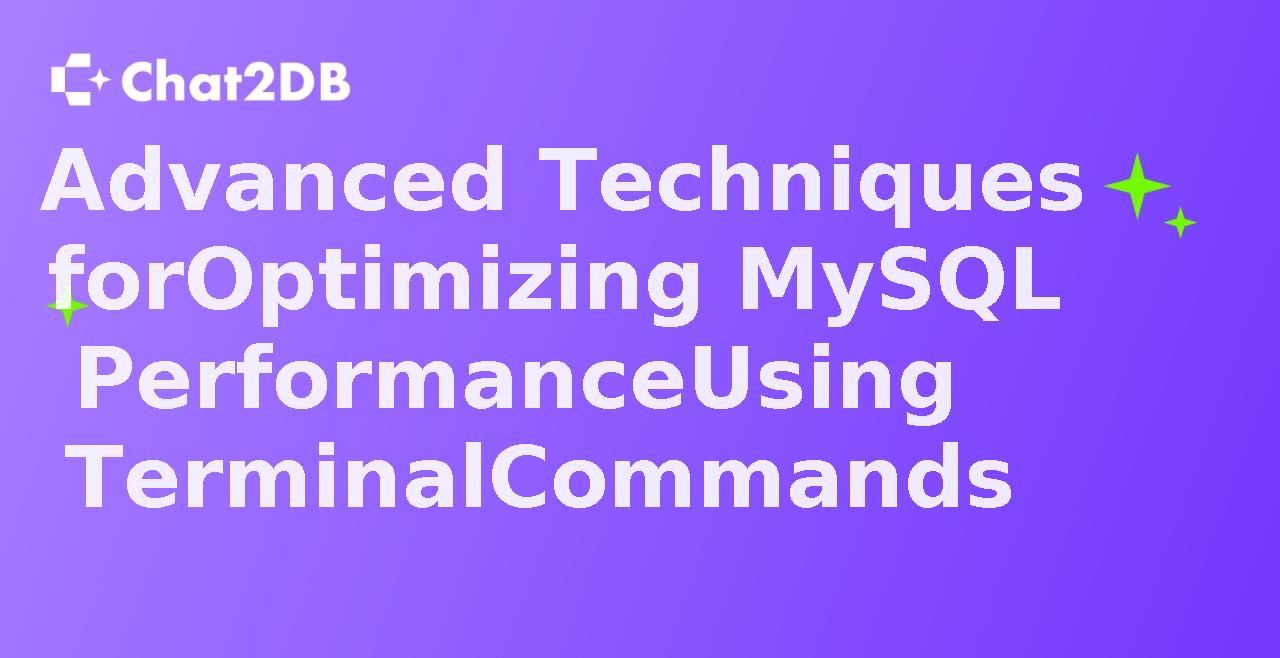 Chat2DB
Advanced Techniques
forOptimizing MySQL
PerformanceUsing
TerminalCommands